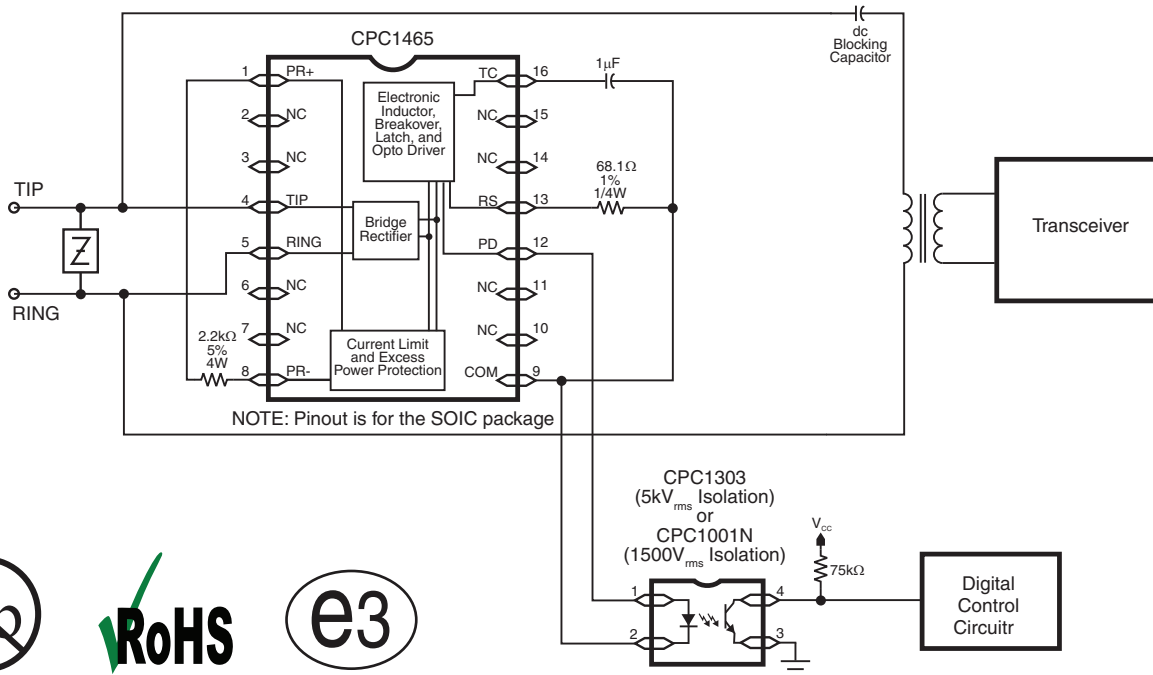 dc
Blocking
Capacitor
CPC1465
1 PR+
TC 16
1µF
2 NC
NC 15
3 NC
NC 14
Electronic
Inductor,
Breakover,
Latch, and
Opto Driver
68.1Ω
1%
1/4W
TIP
4 TIP
RS 13
Bridge
Rectifier
Transceiver
5 RING
PD 12
Z
6 NC
NC 11
RING
7 NC
NC 10
2.2kΩ
5%
4W
8 PR-
Current Limit
and Excess
Power Protection
COM 9
NOTE: Pinout is for the SOIC package
CPC1303
(5kVrms Isolation)
or
CPC1001N
(1500Vrms Isolation)
Vcc
75kΩ
1
4
2
3
Digital
Control
Circuitr
RoHS
e3